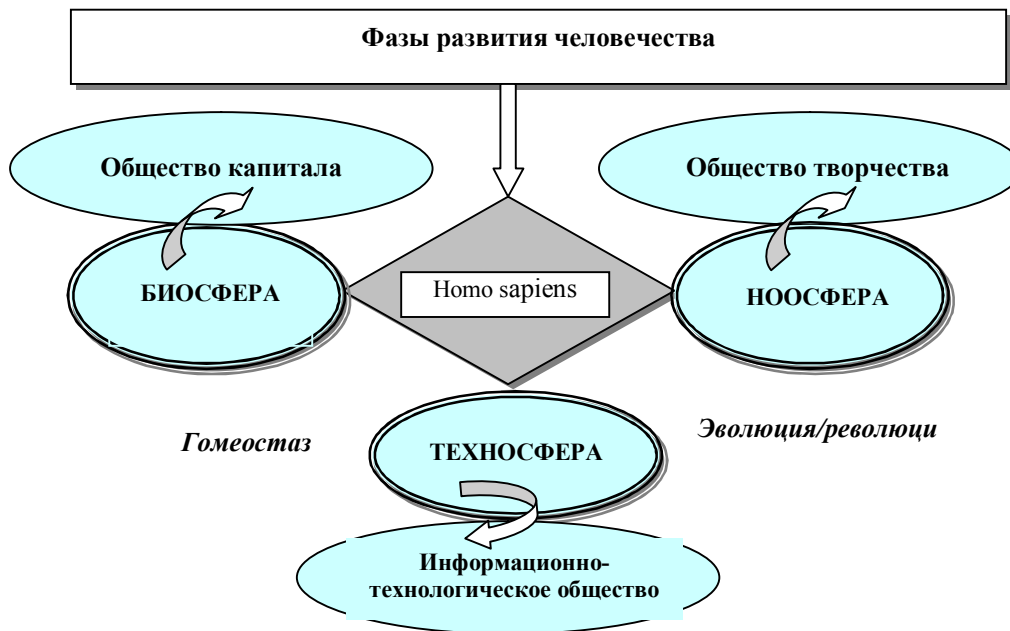 Фазы развития человечества
Общество капитала
Общество творчества
БИОСФЕРА
Homo sapiens
НООСФЕРА
Гомеостаз
Эволюция/революци
ТЕХНОСФЕРА
Информационно-
технологическое общество